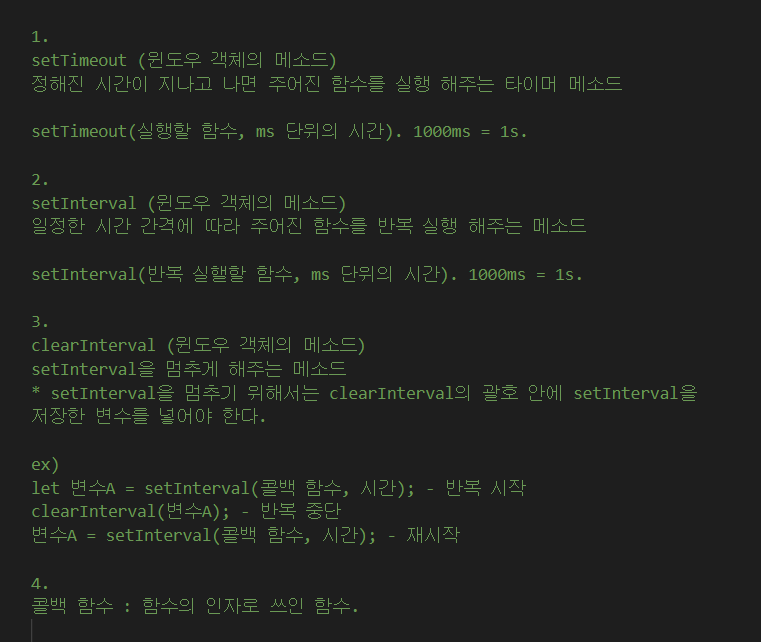 1.
setTimeout (윈도우 객체의 메소드)
정해진 시간이 지나고 나면 주어진 함수를 실행 해주는 타이머 메소드
setTimeout(실행할 함수, ms 단위의 시간). 1000ms = 1s.
2.
setInterval (윈도우 객체의 메소드)
일정한 시간 간격에 따라 주어진 함수를 반복 실행 해주는 메소드
setInterval(반복 실핼할 함수, ms 단위의 시간). 1000ms = 1s.
3.
clearInterval (윈도우 객체의 메소드)
setInterval을 멈추게 해주는 메소드
* setInterval을 멈추기 위해서는 clearInterval의 괄호 안에 setInterval을
저장한 변수를 넣어야 한다.
ex)
let 변수A = setInterval(콜백 함수, 시간); - 반복 시작
clearInterval(변수A); - 반복 중단
변수A = setInterval(콜백 함수, 시간); - 재시작
4.
콜백 함수 : 함수의 인자로 쓰인 함수.